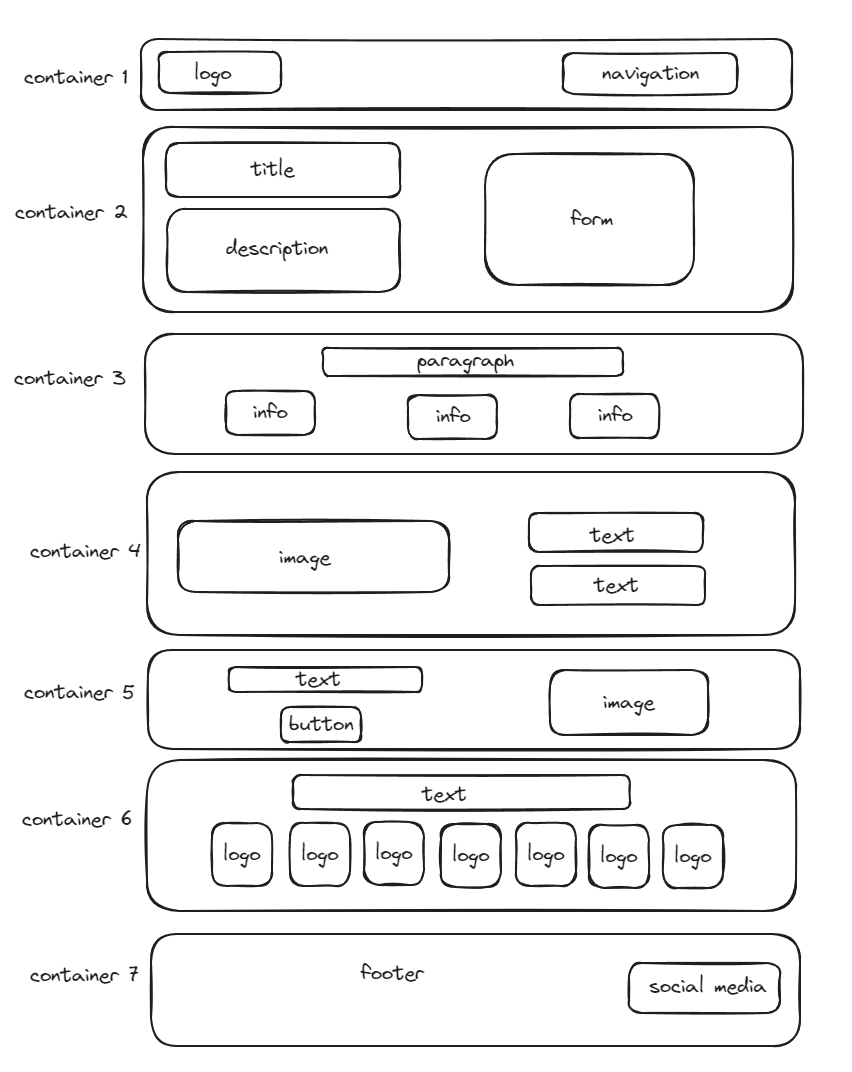 container 1
logo
navigation
container 2
title
description
form
container 3
paragraph
info
info
info
container 4
image
text
text
container 5
text
button
image
container 6
text
logo
logo
logo
logo
logo
logo
logo
container 7
footer
social media